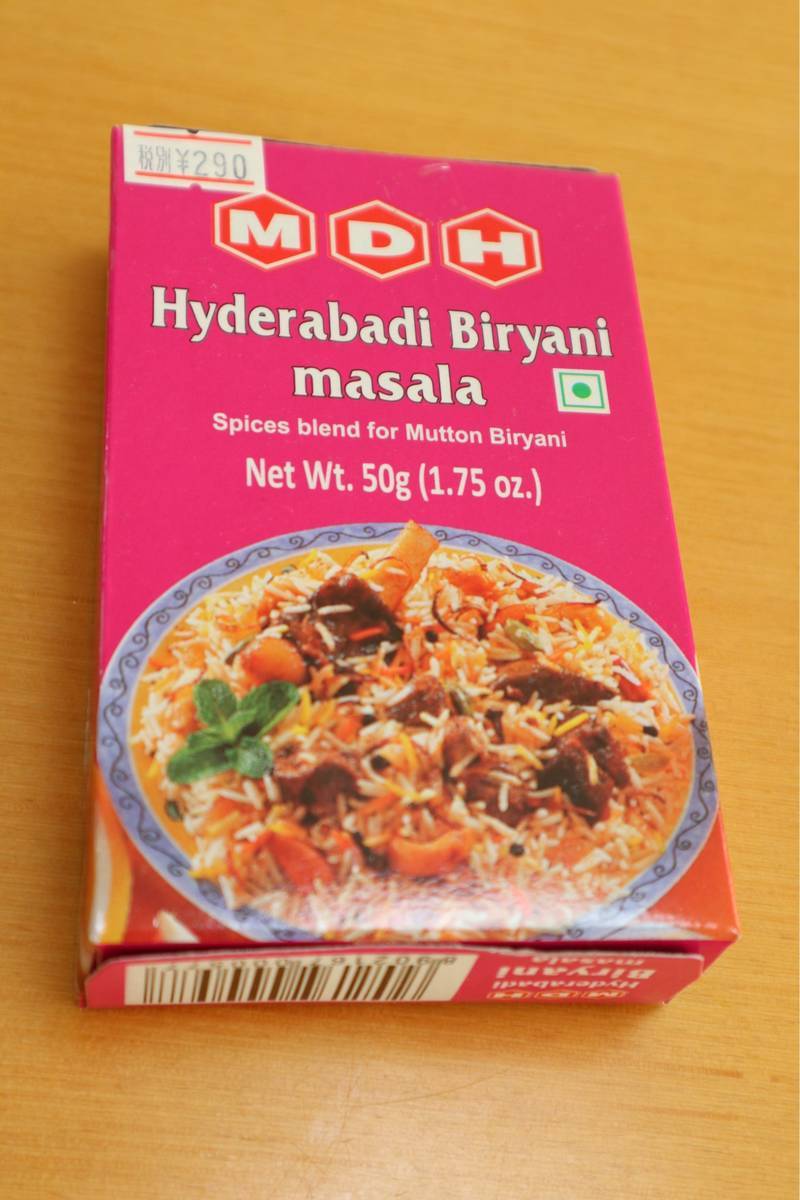 税別¥290
MDH
Hyderabadi Biryani
masala
Spices blend for Mutton Biryani
Net Wt. 50g (1.75 oz.)
MDH
Hyderabadi
Biryani
masala